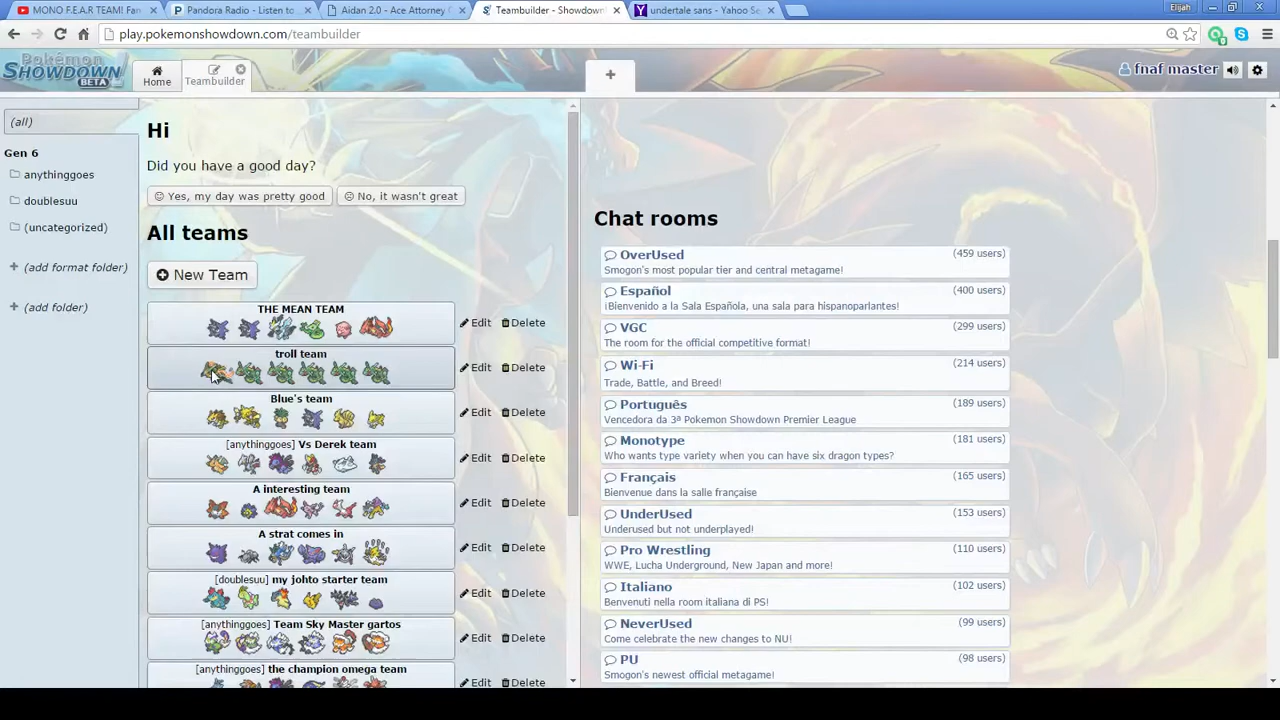 MONO F.E.A.R TEAM! Fan
Pandora Radio - Listen to
Aidan 2.0 - Ace Attorney
Teambuilder - Showdown
undertale sans - Yahoo Se
Elijah
play.pokemonshowdown.com/teambuilder
Pokémon
SHOWDOWN
BETA
Home
Teambuilder
fnaf master
(all)
Gen 6
anythinggoes
doublesuu
(uncategorized)
(add format folder)
(add folder)
Hi
Did you have a good day?
Yes, my day was pretty good
No, it wasn't great
All teams
New Team
THE MEAN TEAM
Edit Delete
troll team
Edit Delete
Blue's team
Edit Delete
[anythinggoes] Vs Derek team
Edit Delete
A interesting team
Edit Delete
A strat comes in
Edit Delete
[doublesuu] my johto starter team
Edit Delete
[anythinggoes] Team Sky Master gartos
Edit Delete
[anythinggoes] the champion omega team
Edit Delete
Chat rooms
OverUsed (459 users)
Smogon's most popular tier and central metagame!
Español (400 users)
¡Bienvenido a la Sala Española, una sala para hispanoparlantes!
VGC (299 users)
The room for the official competitive format!
Wi-Fi (214 users)
Trade, Battle, and Breed!
Português (189 users)
Vencedora da 3ª Pokemon Showdown Premier League
Monotype (181 users)
Who wants type variety when you can have six dragon types?
Français (165 users)
Bienvenue dans la salle française
UnderUsed (153 users)
Underused but not underplayed!
Pro Wrestling (110 users)
WWE, Lucha Underground, New Japan and more!
Italiano (102 users)
Benvenuti nella room italiana di PS!
NeverUsed (99 users)
Come celebrate the new changes to NU!
PU (98 users)
Smogon's newest official metagame!